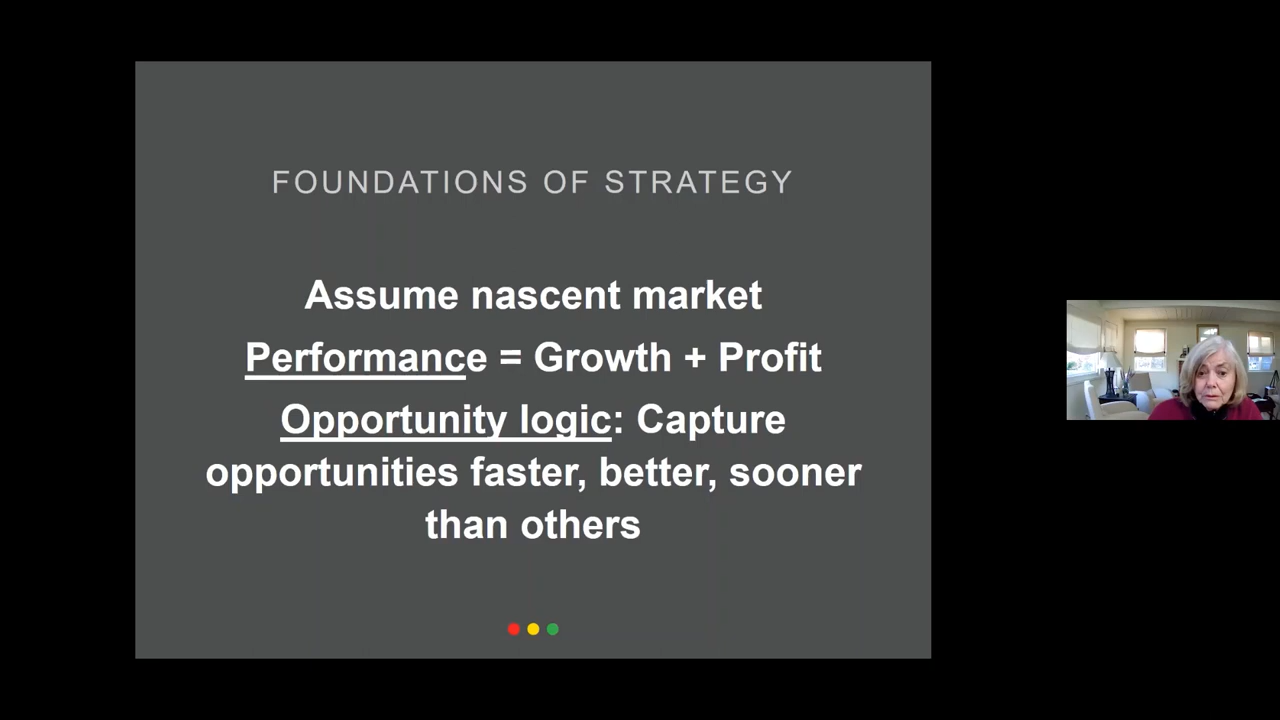 FOUNDATIONS OF STRATEGY
Assume nascent market
Performance = Growth + Profit
Opportunity logic: Capture
opportunities faster, better, sooner
than others